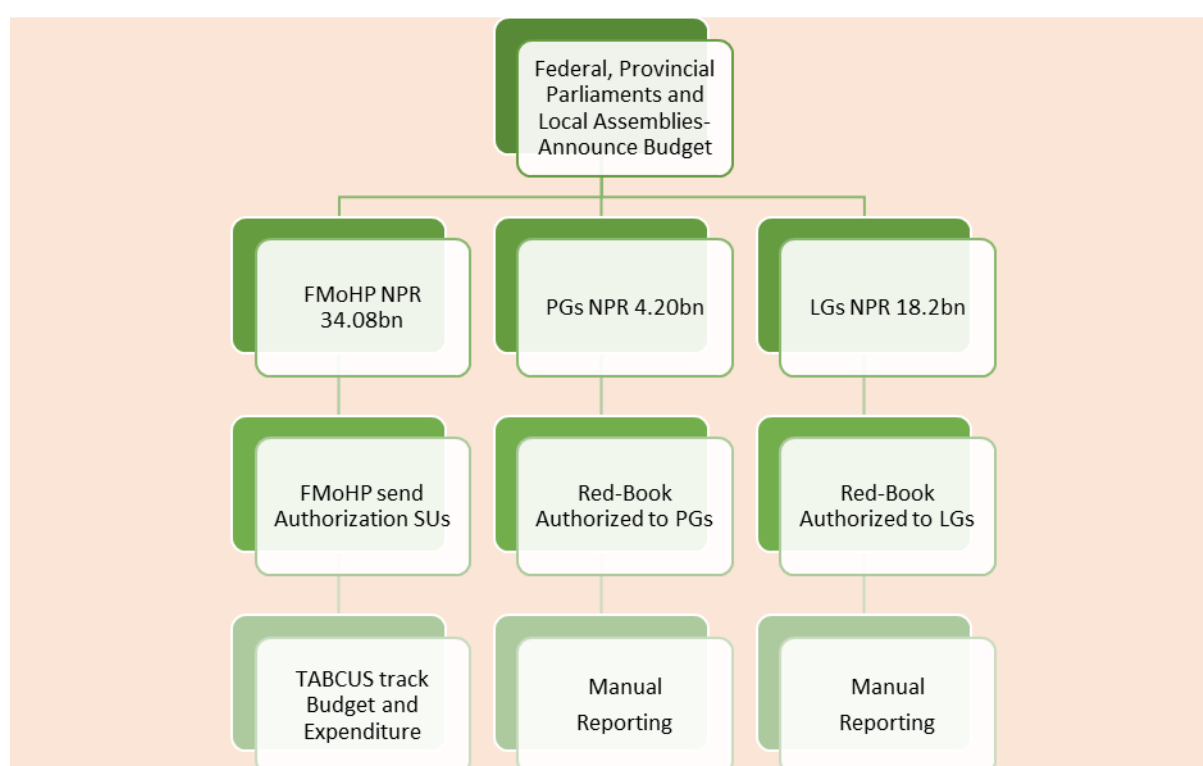 Federal, Provincial
Parliaments and
Local Assemblies-
Announce Budget
FMoHP NPR
34.08bn
PGs NPR 4.20bn
LGs NPR 18.2bn
FMoHP send
Authorization SUs
Red-Book
Authorized to PGs
Red-Book
Authorized to LGs
TABCUS track
Budget and
Expenditure
Manual
Reporting
Manual
Reporting